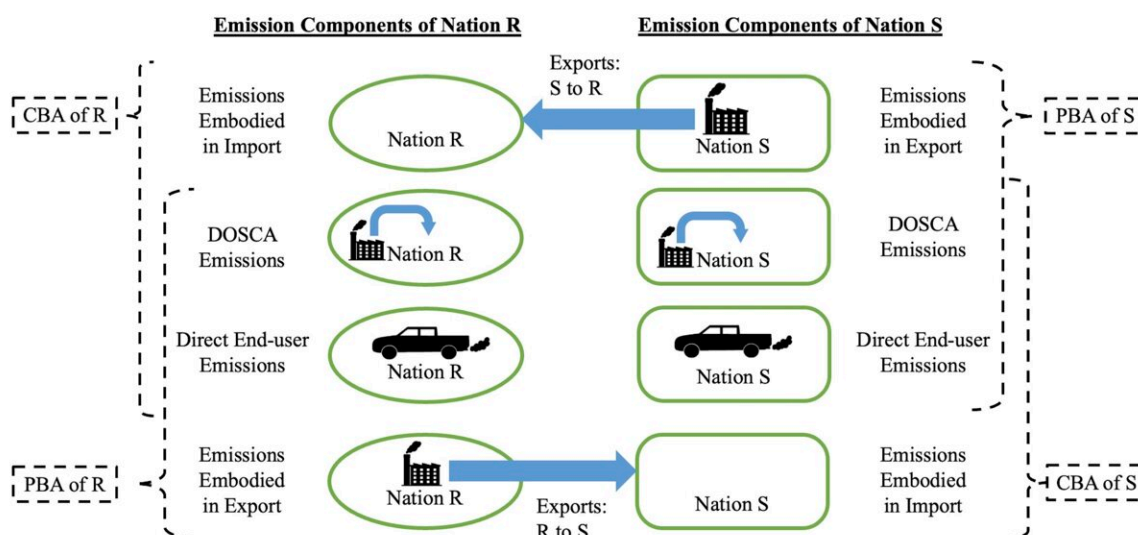 Emission Components of Nation R
Emission Components of Nation S
CBA of R
Emissions
Embodied
in Import
Nation R
Exports:
S to R
Nation S
Emissions
Embodied
in Export
PBA of S
DOSCA
Emissions
Nation R
Nation S
DOSCA
Emissions
Direct End-user
Emissions
Nation R
Nation S
Direct End-user
Emissions
PBA of R
Emissions
Embodied
in Export
Nation R
Exports:
R to S
Nation S
Emissions
Embodied
in Import
CBA of S